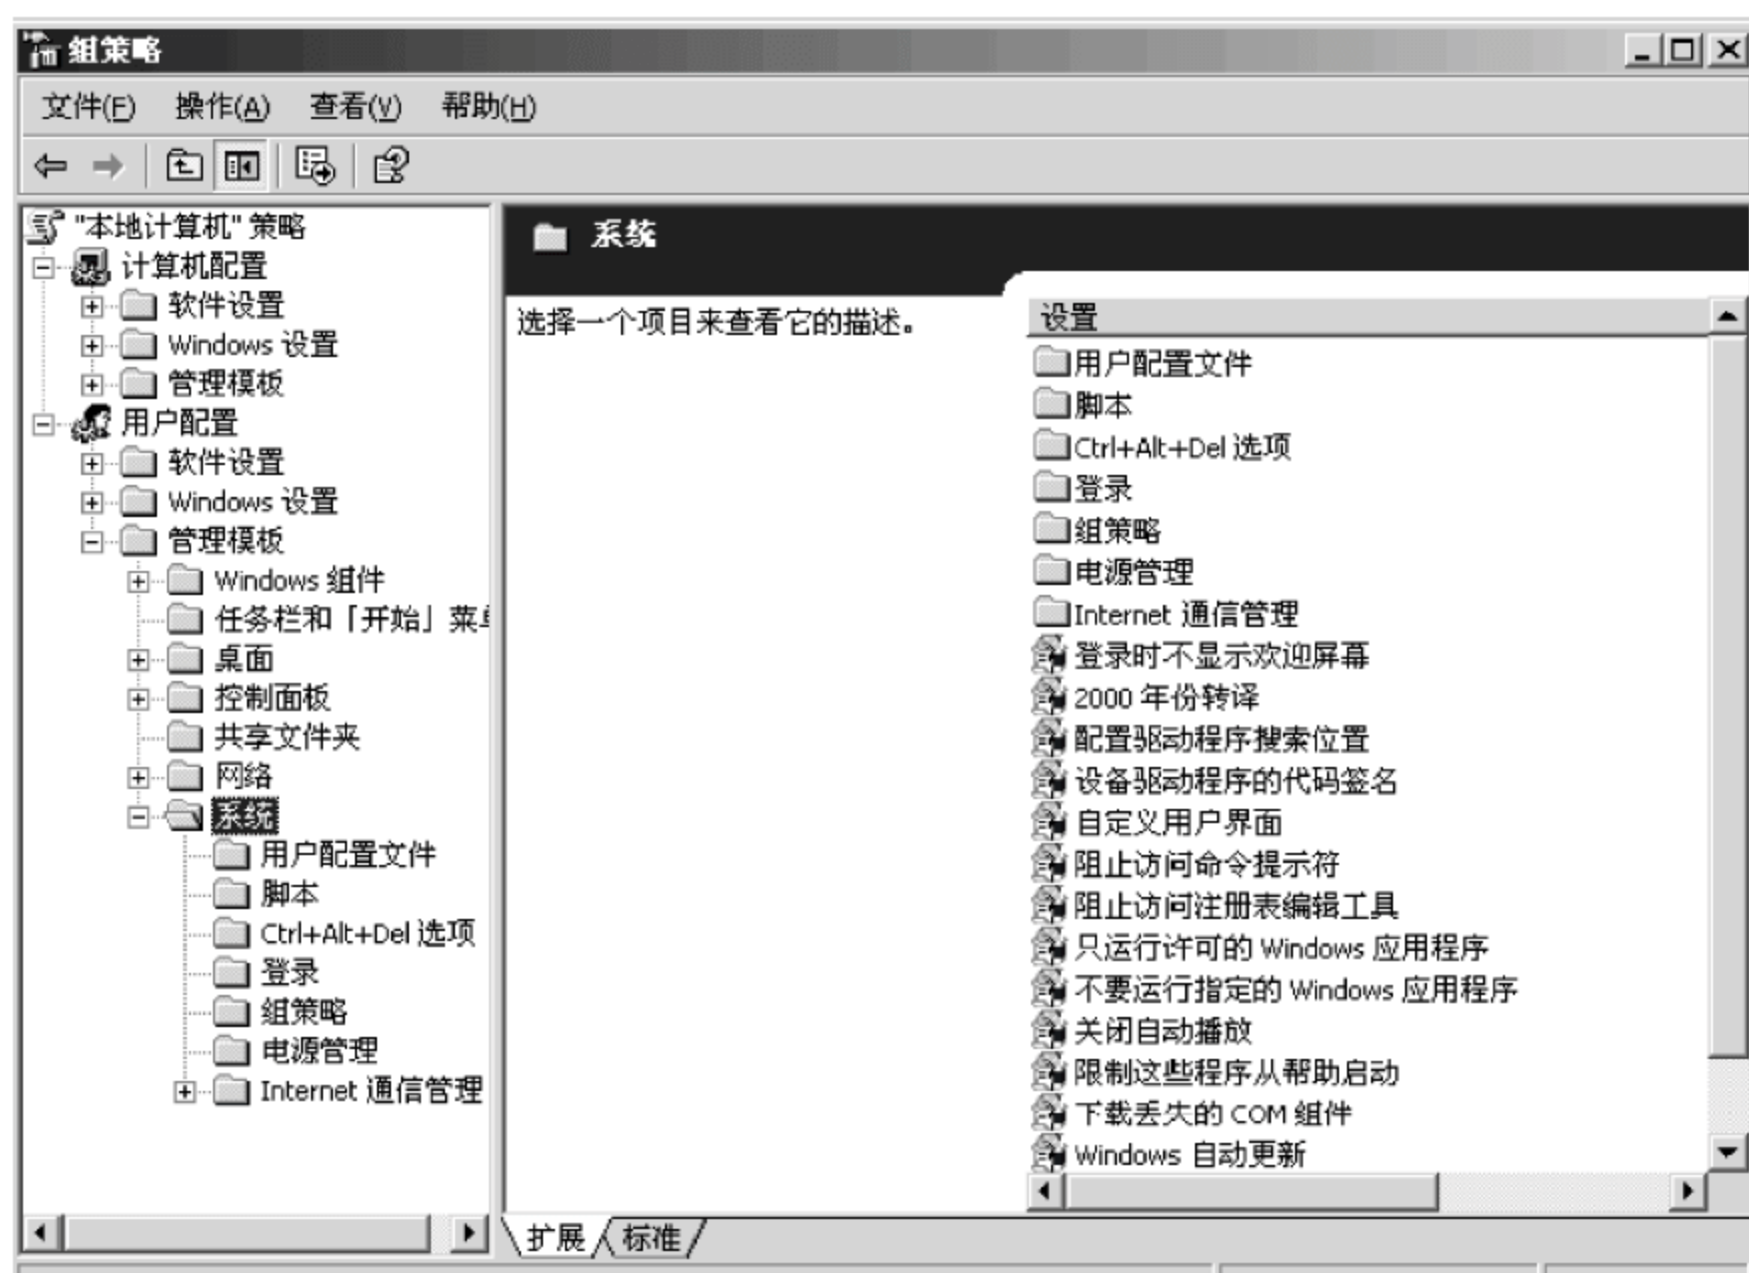 组策略
文件(F) 操作(A) 查看(V) 帮助(H)
"本地计算机" 策略
计算机配置
软件设置
Windows 设置
管理模板
用户配置
软件设置
Windows 设置
管理模板
Windows 组件
任务栏和「开始」菜单
桌面
控制面板
共享文件夹
网络
系统
用户配置文件
脚本
Ctrl+Alt+Del 选项
登录
组策略
电源管理
Internet 通信管理
系统
选择一个项目来查看它的描述。
设置
用户配置文件
脚本
Ctrl+Alt+Del 选项
登录
组策略
电源管理
Internet 通信管理
登录时不显示欢迎屏幕
2000 年份转译
配置驱动程序搜索位置
设备驱动程序的代码签名
自定义用户界面
阻止访问命令提示符
阻止访问注册表编辑工具
只运行许可的 Windows 应用程序
不要运行指定的 Windows 应用程序
关闭自动播放
限制这些程序从帮助启动
下载丢失的 COM 组件
Windows 自动更新
扩展 标准